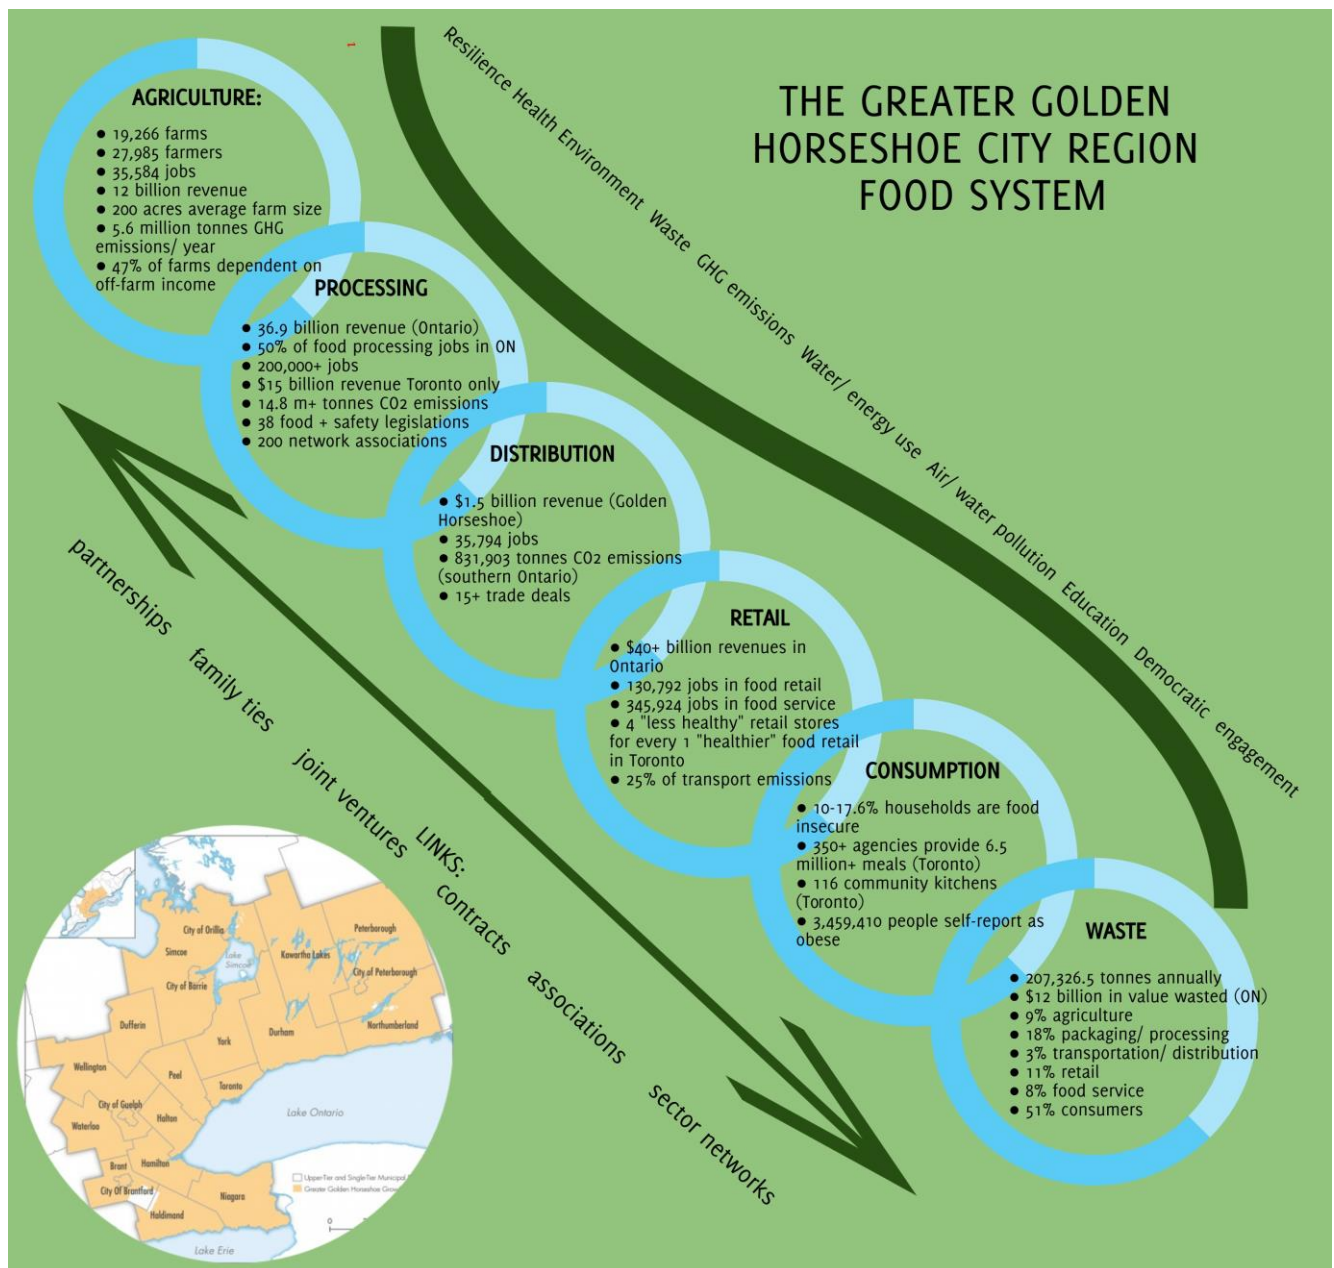 THE GREATER GOLDEN
HORSESHOE CITY REGION
FOOD SYSTEM
1
AGRICULTURE:
● 19,266 farms
● 27,985 farmers
● 35,584 jobs
● 12 billion revenue
● 200 acres average farm size
● 5.6 million tonnes GHG
emissions/ year
● 47% of farms dependent on
off-farm income
PROCESSING
● 36.9 billion revenue (Ontario)
● 50% of food processing jobs in ON
● 200,000+ jobs
● $15 billion revenue Toronto only
● 14.8 m+ tonnes CO2 emissions
● 38 food + safety legislations
● 200 network associations
DISTRIBUTION
● $1.5 billion revenue (Golden
Horseshoe)
● 35,794 jobs
● 831,903 tonnes CO2 emissions
(southern Ontario)
● 15+ trade deals
RETAIL
● $40+ billion revenues in
Ontario
● 130,792 jobs in food retail
● 345,924 jobs in food service
● 4 "less healthy" retail stores
for every 1 "healthier" food retail
in Toronto
● 25% of transport emissions
CONSUMPTION
● 10-17.6% households are food
insecure
● 350+ agencies provide 6.5
million+ meals (Toronto)
● 116 community kitchens
(Toronto)
● 3,459,410 people self-report as
obese
WASTE
● 207,326.5 tonnes annually
● $12 billion in value wasted (ON)
● 9% agriculture
● 18% packaging/ processing
● 3% transportation/ distribution
● 11% retail
● 8% food service
● 51% consumers
Resilience Health Environment Waste GHG emissions Water/ energy use Air/ water pollution Education Democratic engagement
LINKS:
partnerships family ties joint ventures contracts associations sector networks
City of Orillia
Peterborough
Simcoe
Kawartha Lakes
Lake
Simcoe
City of Peterborough
City of Barrie
Dufferin
Durham
Northumberland
York
Wellington
Peel
Toronto
City of Guelph
Halton
Lake Ontario
Waterloo
Brant
Hamilton
City Of Brantford
Niagara
Haldimand
Lake Erie
Upper-Tier and Single-Tier Municipal
Greater Golden Horseshoe
0